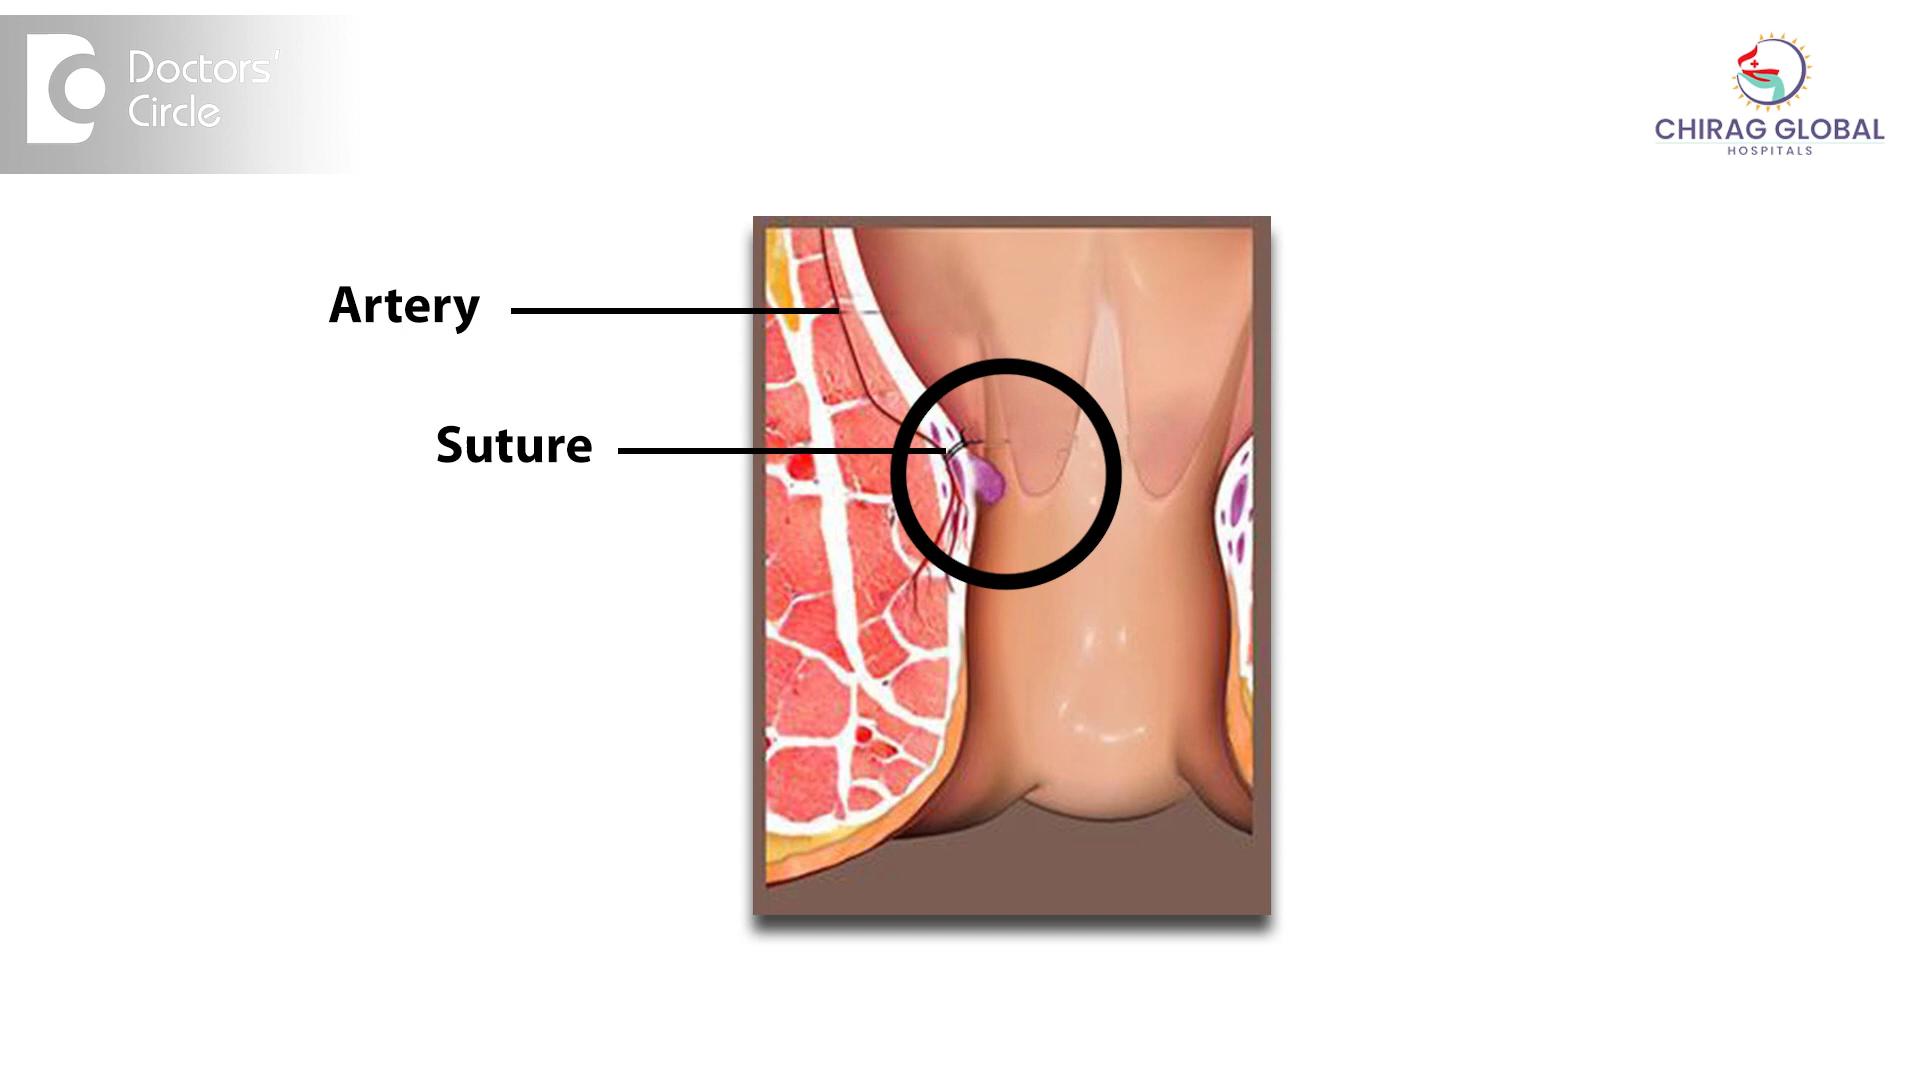 Doctors'
Circle
CHIRAG GLOBAL
HOSPITALS
Artery
Suture